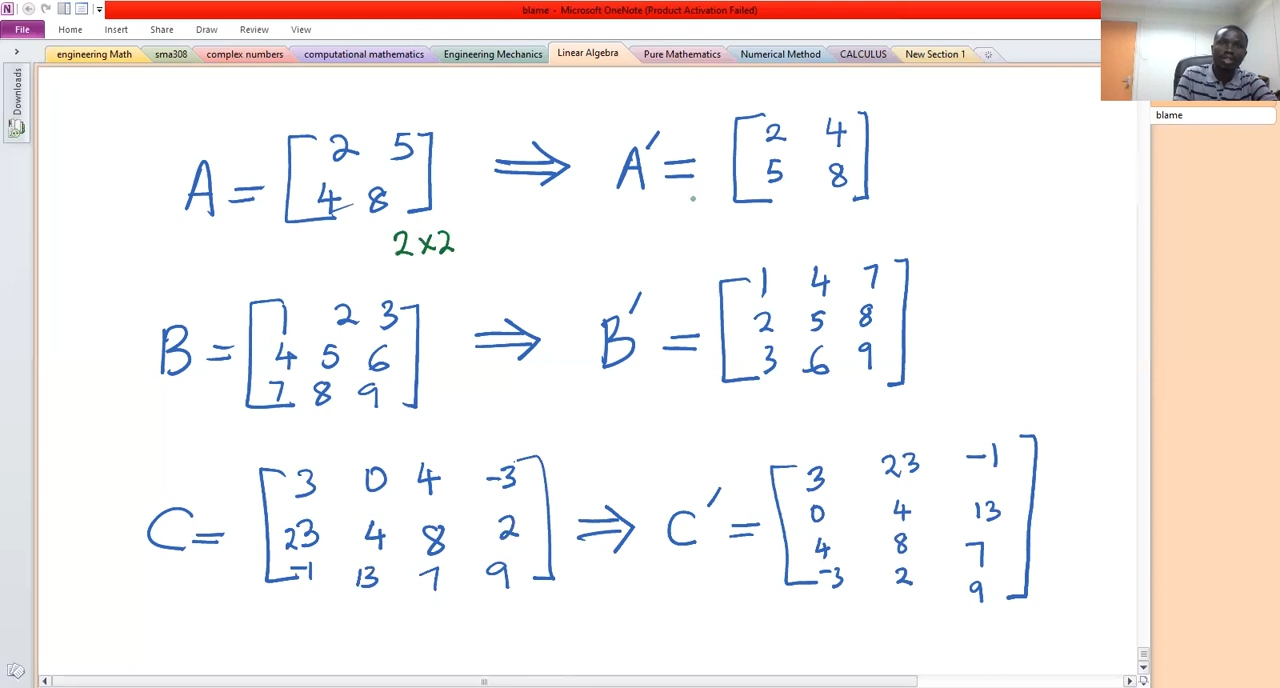 blame - Microsoft OneNote (Product Activation Failed)
File Home Insert Share Draw Review View
engineering Math sma308 complex numbers computational mathematics Engineering Mechanics Linear Algebra Pure Mathematics Numerical Method CALCULUS New Section 1
Downloads
blame
A = [2 5 ⇒ A' = [2 4
4 8] 5 8]
2×2
B = [1 2 3 ⇒ B' = [1 4 7
4 5 6 2 5 8
7 8 9] 3 6 9]
C = [3 0 4 -3 ⇒ C' = [3 23 -1
23 4 8 2 0 4 13
-1 13 7 9] 4 8 7
-3 2 9]